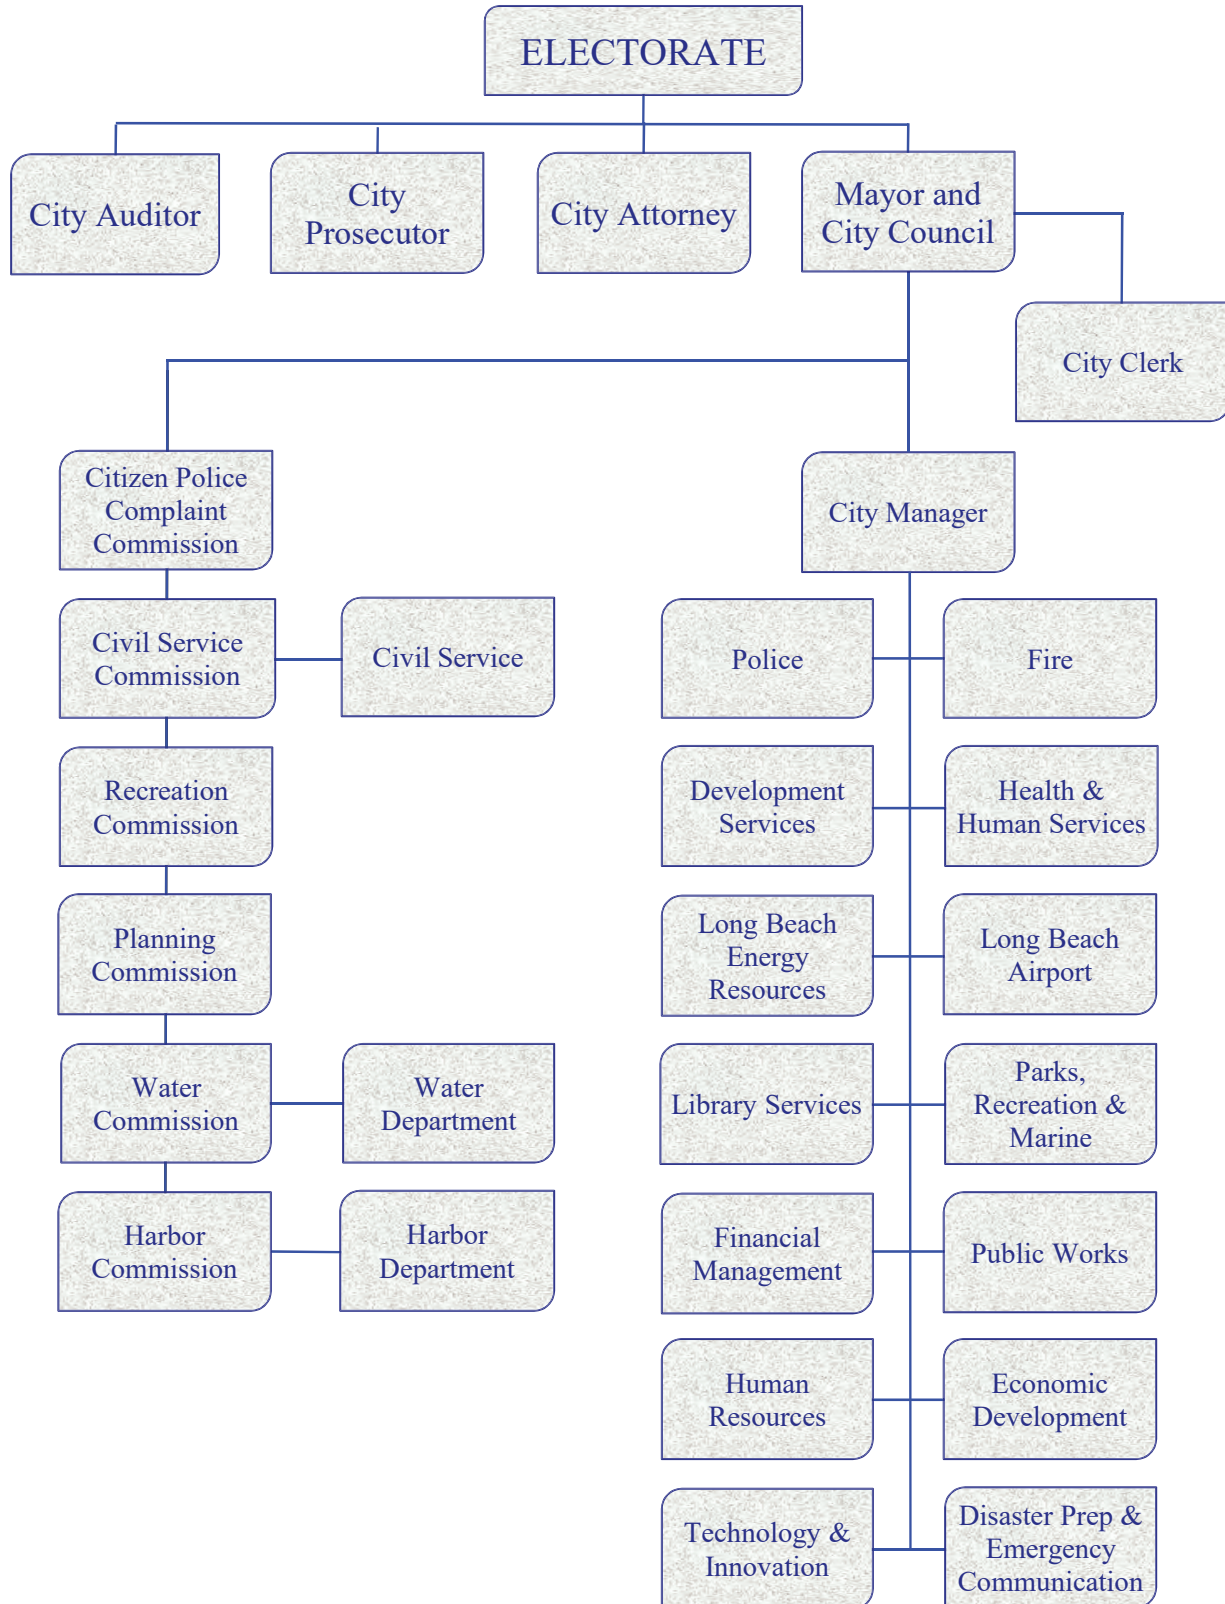 ELECTORATE
City Auditor
City
Prosecutor
City Attorney
Mayor and
City Council
City Clerk
Citizen Police
Complaint
Commission
City Manager
Civil Service
Commission
Civil Service
Police
Fire
Recreation
Commission
Development
Services
Health &
Human Services
Planning
Commission
Long Beach
Energy
Resources
Long Beach
Airport
Water
Commission
Water
Department
Library Services
Parks,
Recreation &
Marine
Harbor
Commission
Harbor
Department
Financial
Management
Public Works
Human
Resources
Economic
Development
Technology &
Innovation
Disaster Prep &
Emergency
Communication